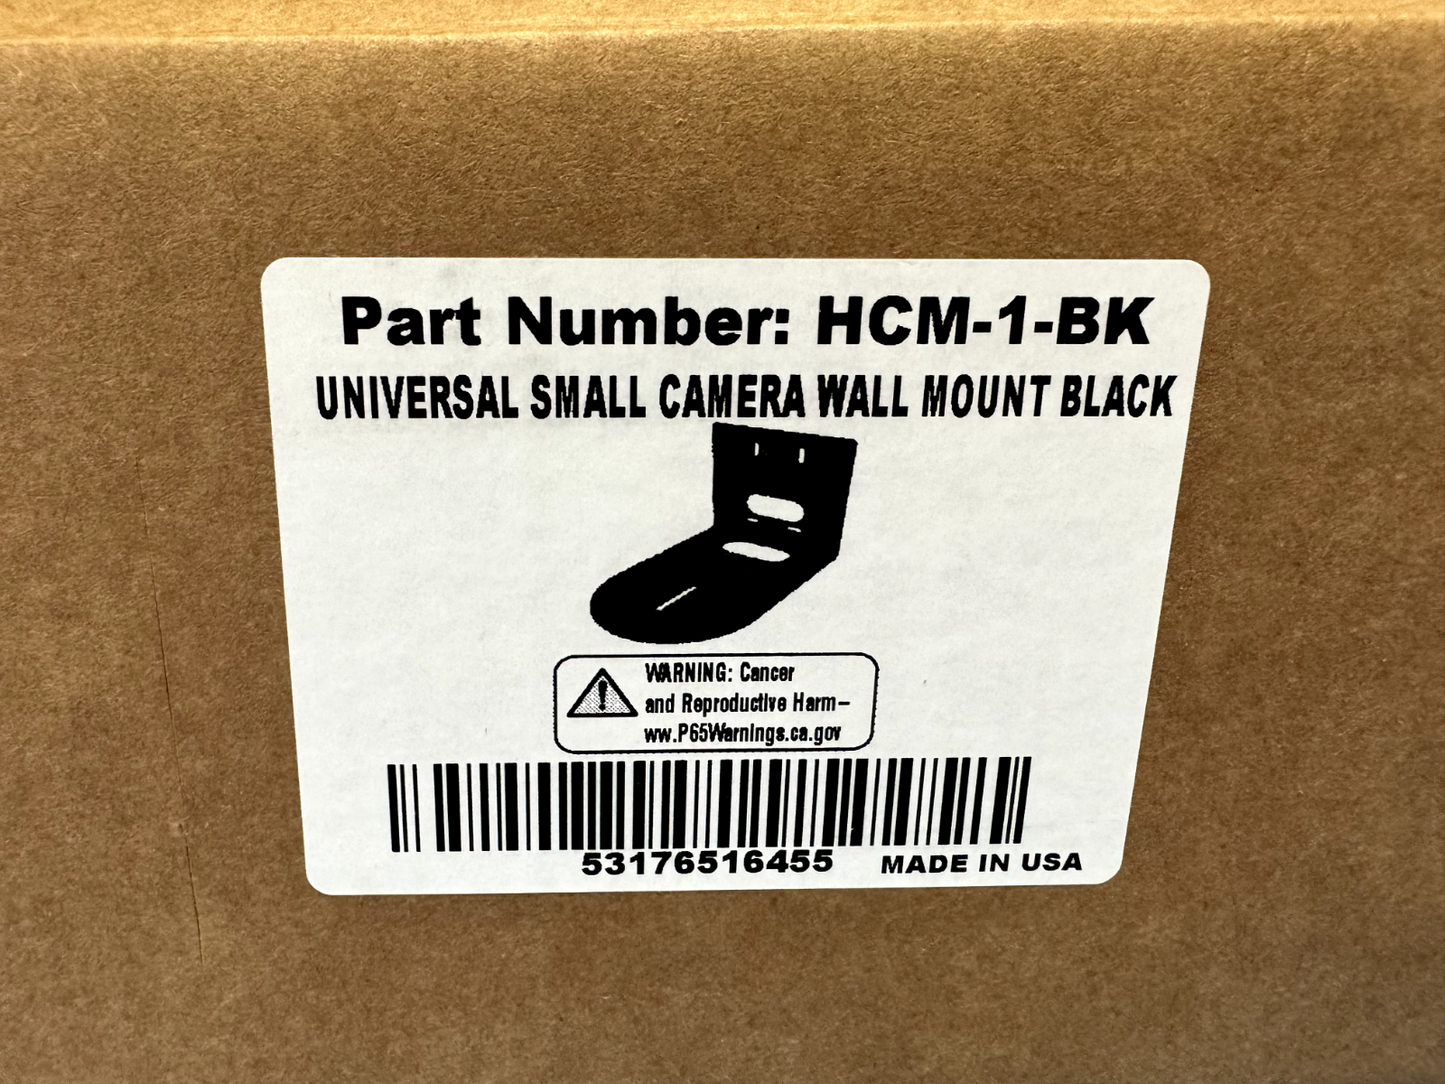 Part Number: HCM-1-BK
UNIVERSAL SMALL CAMERA WALL MOUNT BLACK
WARNING: Cancer
and Reproductive Harm-
ww.P65Warnings.ca.gov
53176516455 MADE IN USA